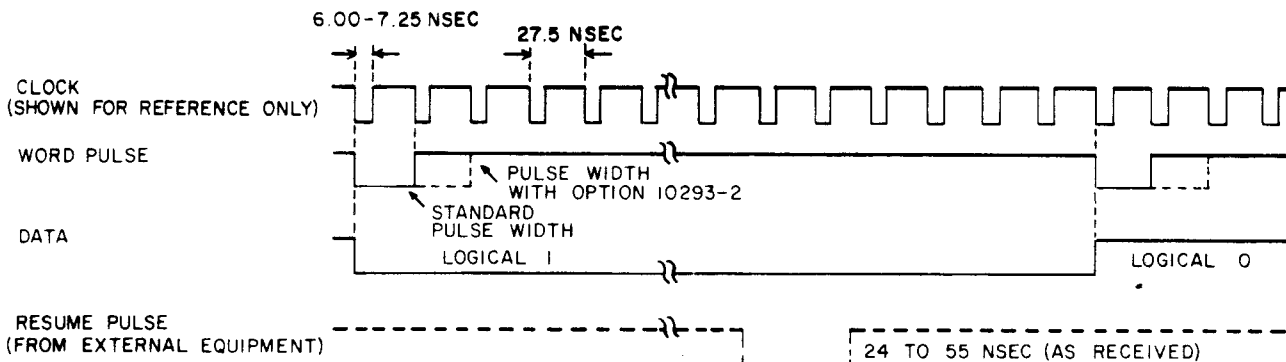 6.00-7.25 NSEC
27.5 NSEC
CLOCK
(SHOWN FOR REFERENCE ONLY)
WORD PULSE
PULSE WIDTH
WITH OPTION 10293-2
STANDARD
PULSE WIDTH
DATA
LOGICAL 1
LOGICAL 0
RESUME PULSE
(FROM EXTERNAL EQUIPMENT)
24 TO 55 NSEC (AS RECEIVED)